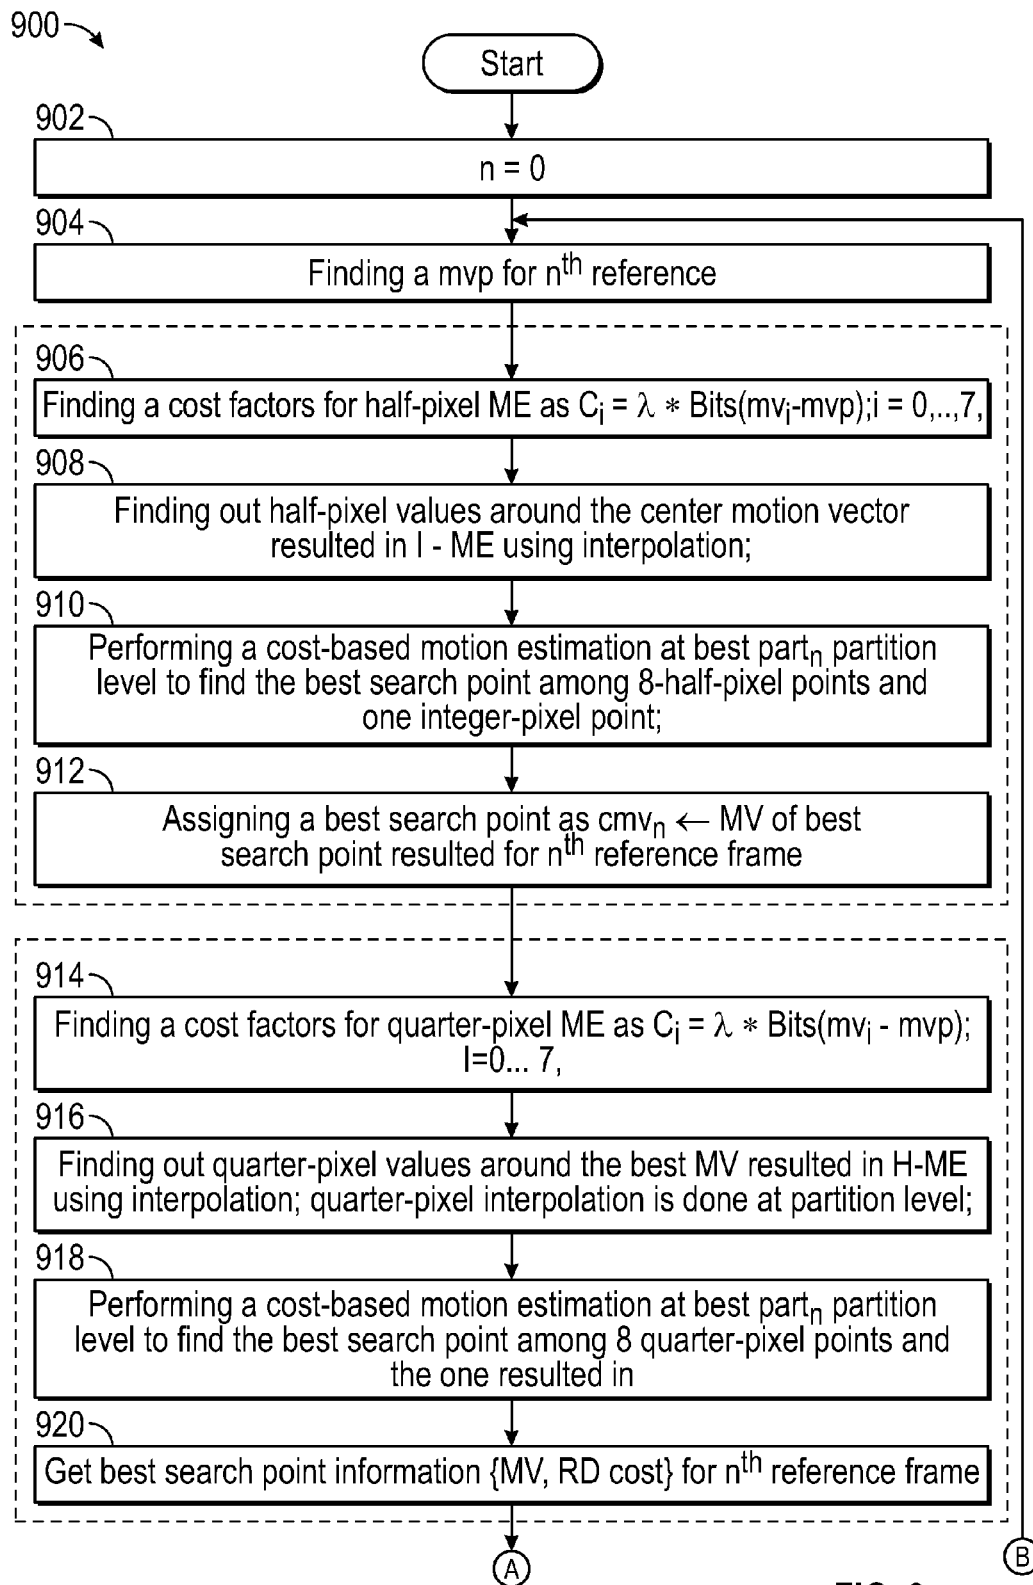 900
Start
902
n = 0
904
Finding a mvp for nth reference
906
Finding a cost factors for half-pixel ME as Ci = λ * Bits(mvi-mvp);i = 0,..,7,
908
Finding out half-pixel values around the center motion vector
resulted in I - ME using interpolation;
910
Performing a cost-based motion estimation at best partn partition
level to find the best search point among 8-half-pixel points and
one integer-pixel point;
912
Assigning a best search point as cmvn ← MV of best
search point resulted for nth reference frame
914
Finding a cost factors for quarter-pixel ME as Ci = λ * Bits(mvi - mvp);
I=0... 7,
916
Finding out quarter-pixel values around the best MV resulted in H-ME
using interpolation; quarter-pixel interpolation is done at partition level;
918
Performing a cost-based motion estimation at best partn partition
level to find the best search point among 8 quarter-pixel points and
the one resulted in
920
Get best search point information {MV, RD cost} for nth reference frame
A
B